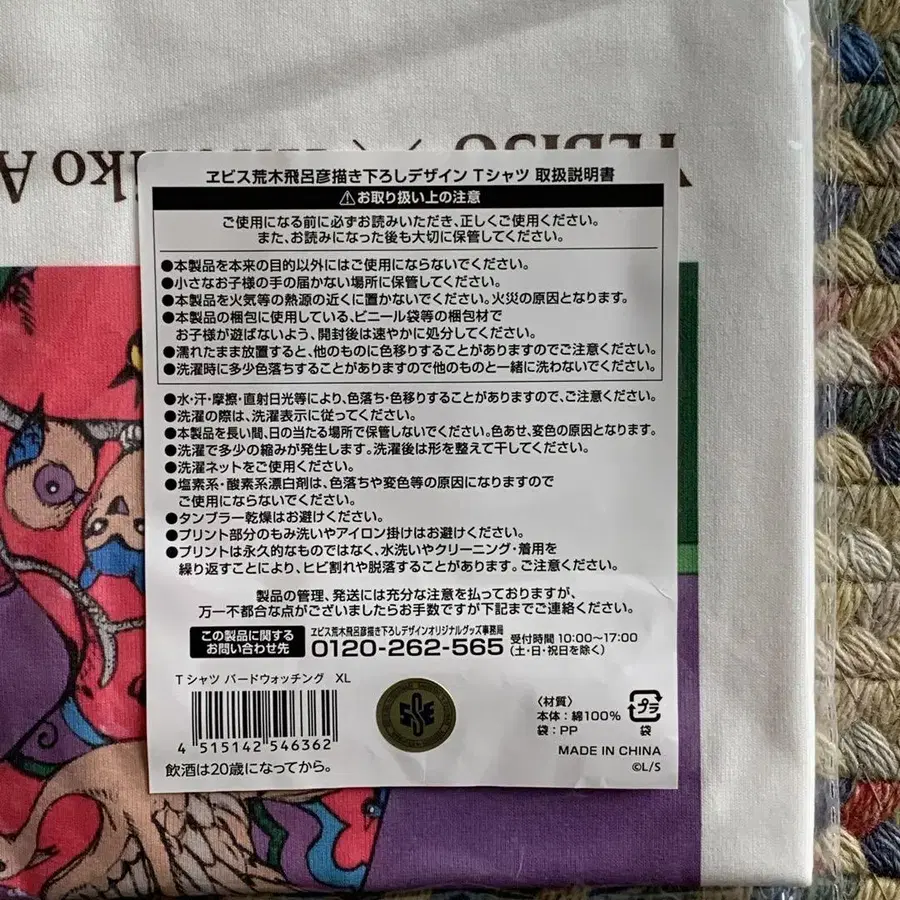 YEBISU × Hirohiko A
ヱビス荒木飛呂彦描き下ろしデザイン Tシャツ 取扱説明書
⚠お取り扱い上の注意
ご使用になる前に必ずお読みいただき、正しくご使用ください。
また、お読みになった後も大切に保管してください。
●本製品を本来の目的以外にはご使用にならないでください。
●小さなお子様の手の届かない場所に保管してください。
●本製品を火気等の熱源の近くに置かないでください。火災の原因となります。
●本製品の梱包に使用している、ビニール袋等の梱包材で
お子様が遊ばないよう、開封後は速やかに処分してください。
●濡れたまま放置すると、他のものに色移りすることがありますのでご注意ください。
●洗濯時に多少色落ちすることがありますので他のものと一緒に洗わないでください。
●水・汗・摩擦・直射日光等により、色落ち・色移りすることがありますので、ご注意ください。
●洗濯の際は、洗濯表示に従ってください。
●本製品を長い間、日の当たる場所で保管しないでください。色あせ、変色の原因となります。
●洗濯で多少の縮みが発生します。洗濯後は形を整えて干してください。
●洗濯ネットをご使用ください。
●塩素系・酸素系漂白剤は、色落ちや変色等の原因になりますので
ご使用にならないでください。
●タンブラー乾燥はお避けください。
●プリント部分のもみ洗いやアイロン掛けはお避けください。
●プリントは永久的なものではなく、水洗いやクリーニング・着用を
繰り返すことにより、ヒビ割れや脱落することがあります。ご注意ください。
製品の管理、発送には充分な注意を払っておりますが、
万一不都合な点がございましたらお手数ですが下記までご連絡ください。
この製品に関する
お問い合わせ先
ヱビス荒木飛呂彦描き下ろしデザインオリジナルグッズ事務局
0120-262-565
受付時間 10:00〜17:00
(土・日・祝日を除く)
Tシャツ バードウォッチング XL
4 515142 546362
飲酒は20歳になってから。
SSE
〈材質〉
本体:綿100%
袋:PP
プラ
袋
MADE IN CHINA
©L/S